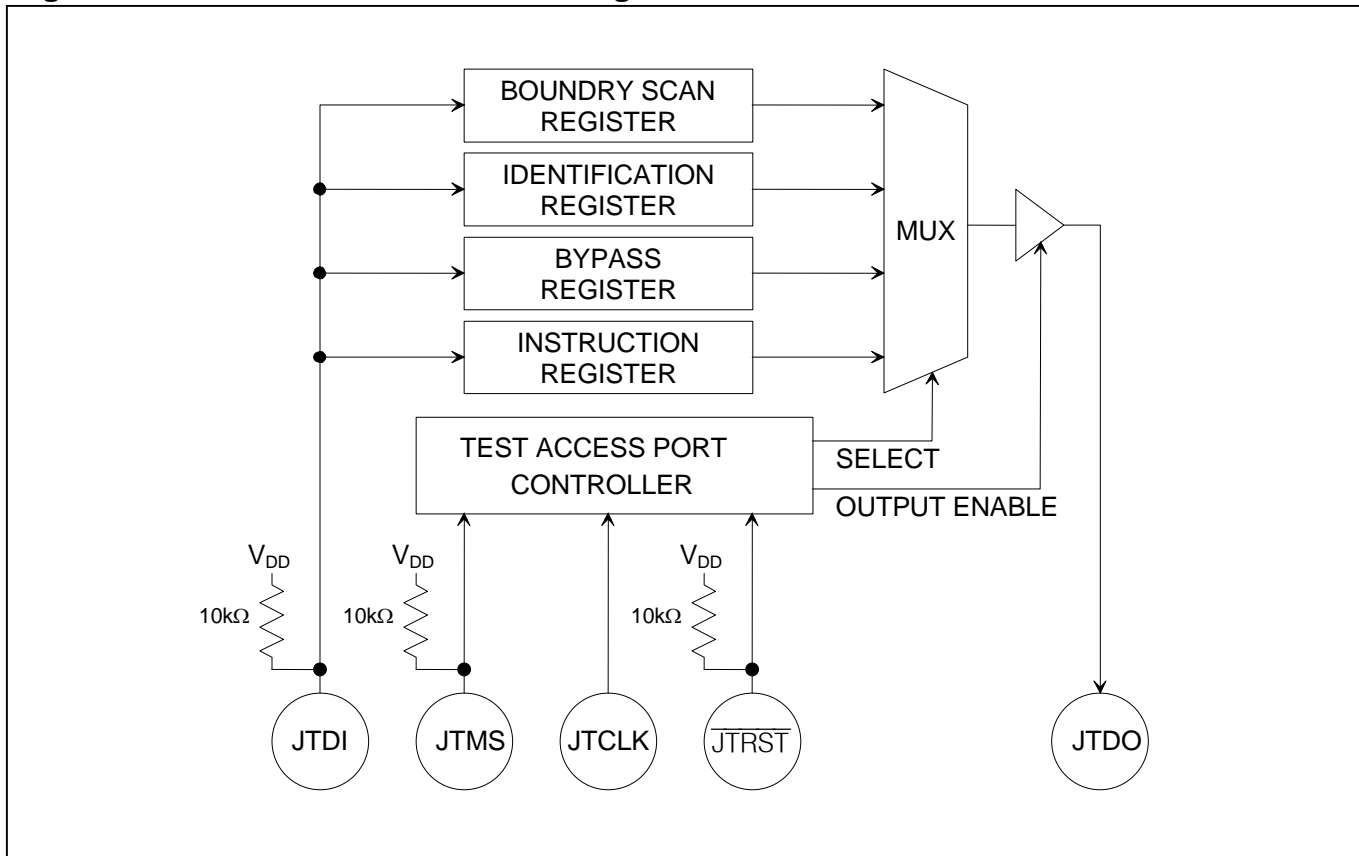 BOUNDRY SCAN
REGISTER
IDENTIFICATION
REGISTER
BYPASS
REGISTER
INSTRUCTION
REGISTER
MUX
TEST ACCESS PORT
CONTROLLER
SELECT
OUTPUT ENABLE
VDD
10kΩ
VDD
10kΩ
VDD
10kΩ
JTDI
JTMS
JTCLK
JTRST
JTDO